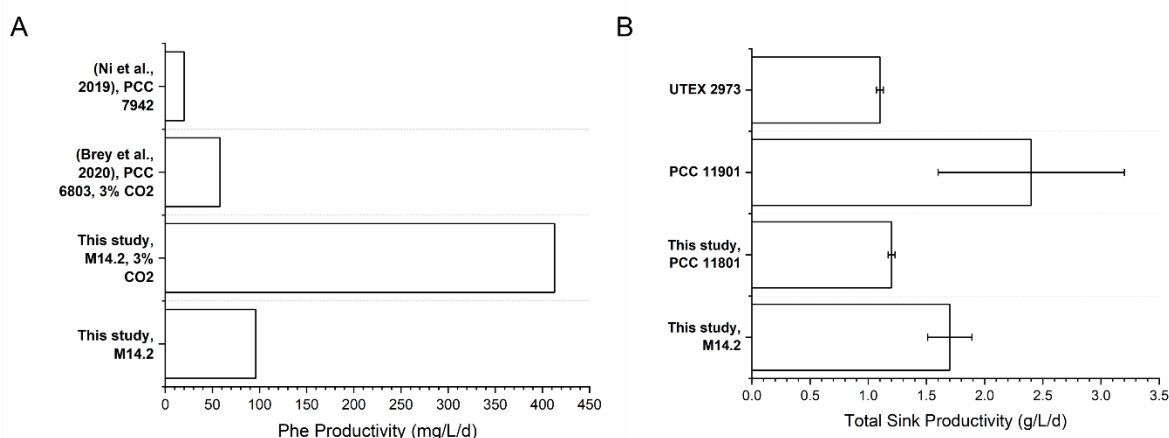 A
(Ni et al.,
2019), PCC
7942
(Brey et al.,
2020), PCC
6803, 3% CO2
This study,
M14.2, 3%
CO2
This study,
M14.2
0 50 100 150 200 250 300 350 400 450
Phe Productivity (mg/L/d)
B
UTEX 2973
PCC 11901
This study,
PCC 11801
This study,
M14.2
0.0 0.5 1.0 1.5 2.0 2.5 3.0 3.5
Total Sink Productivity (g/L/d)